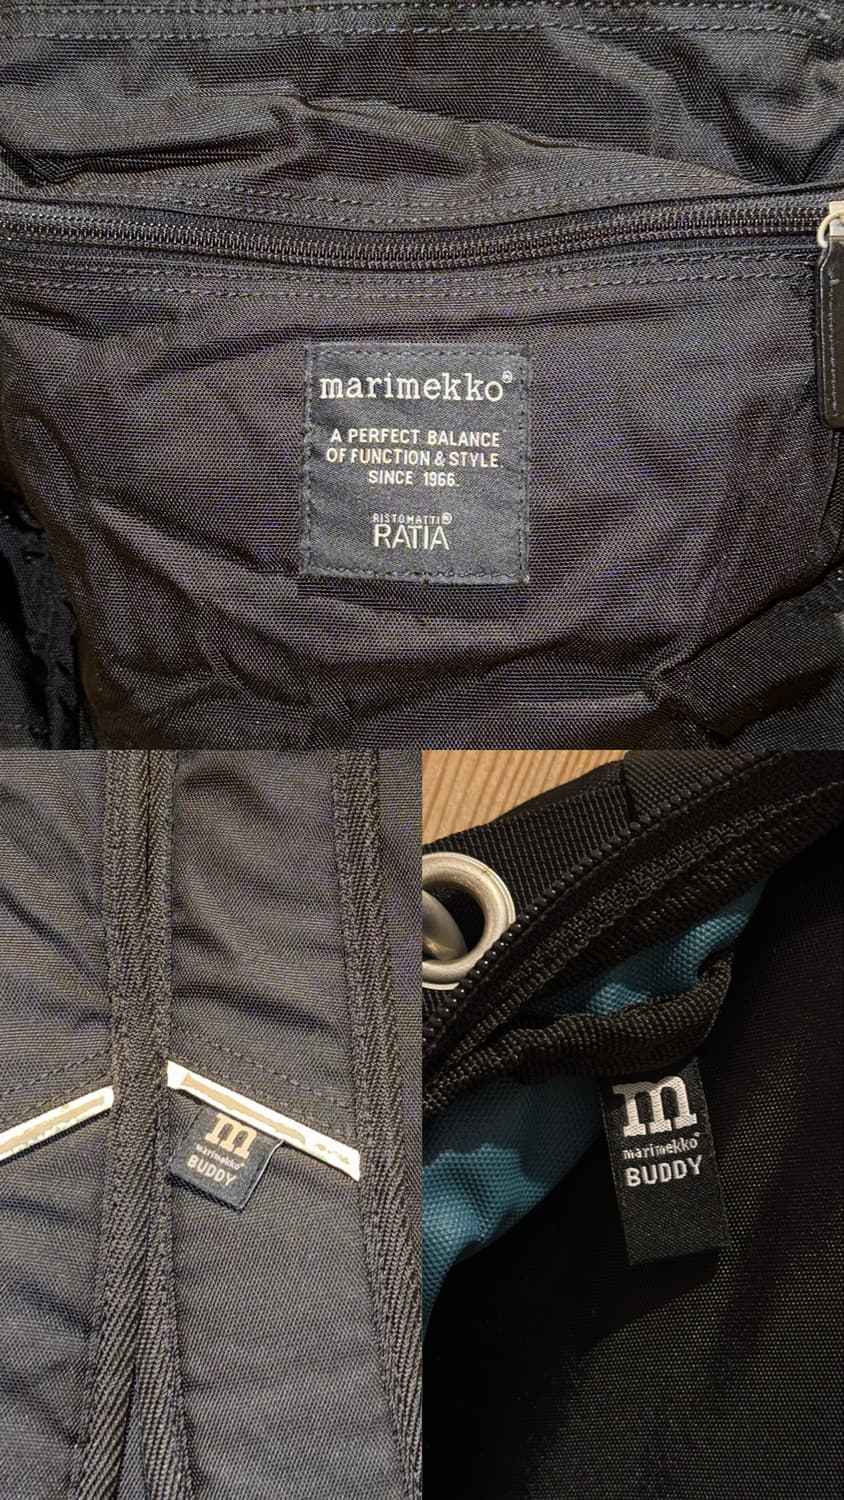 marimekko®
A PERFECT BALANCE
OF FUNCTION & STYLE.
SINCE 1966.
RISTOMATTI®
RATIA
m
marimekko®
BUDDY
m
marimekko®
BUDDY